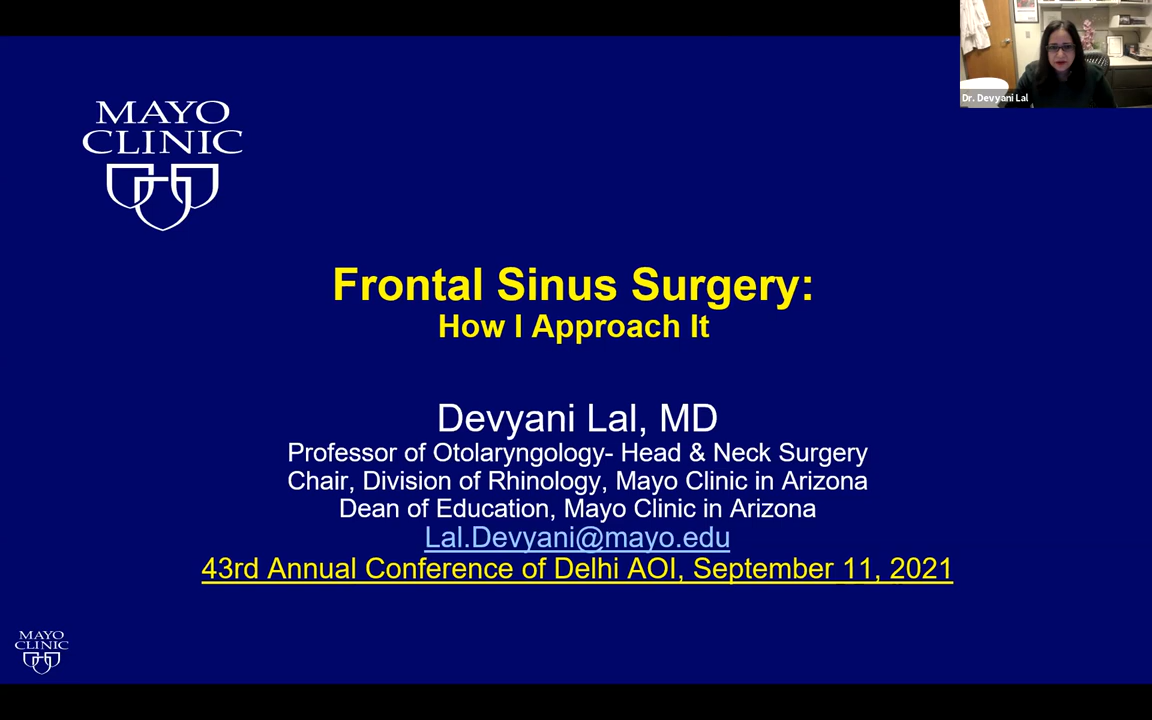 Dr. Devyani Lal
MAYO
CLINIC
Frontal Sinus Surgery:
How I Approach It
Devyani Lal, MD
Professor of Otolaryngology- Head & Neck Surgery
Chair, Division of Rhinology, Mayo Clinic in Arizona
Dean of Education, Mayo Clinic in Arizona
Lal.Devyani@mayo.edu
43rd Annual Conference of Delhi AOI, September 11, 2021
MAYO
CLINIC